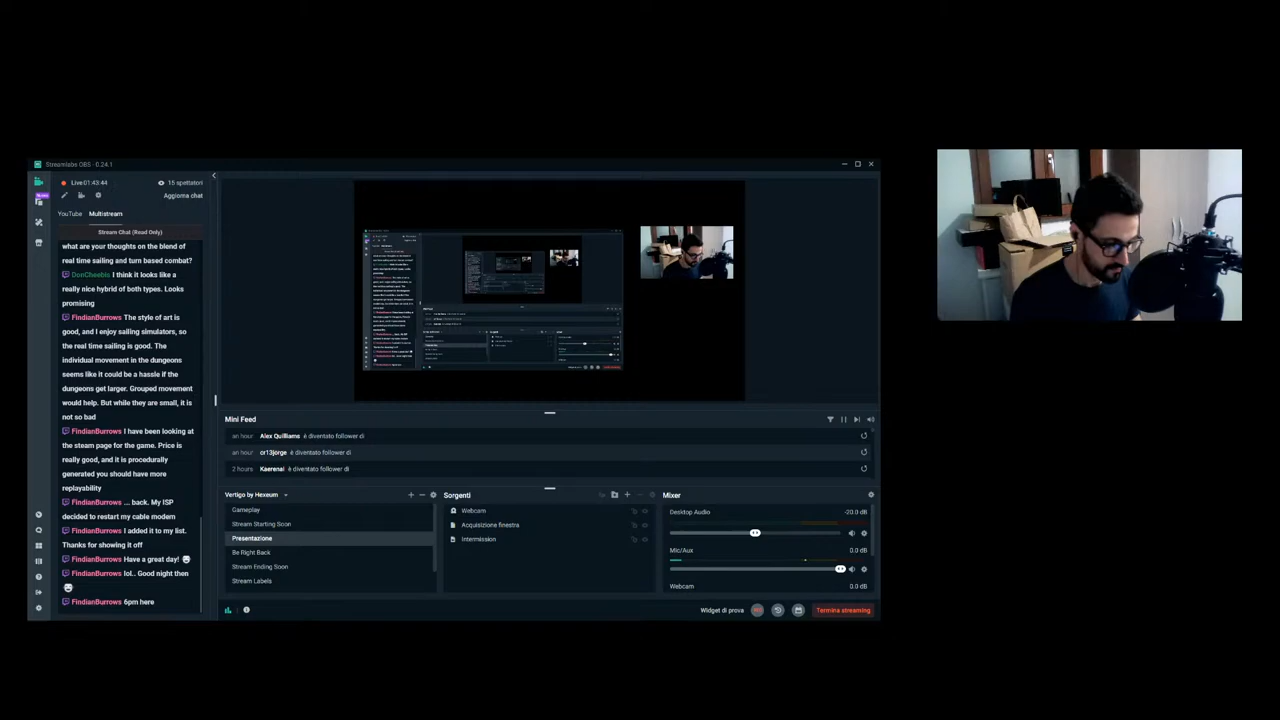 Streamlabs OBS - 0.24.1
Live 01:43:44
15 spettatori
Aggiorna chat
YouTube
Multistream
Stream Chat (Read Only)
what are your thoughts on the blend of
real time sailing and turn based combat?
DonCheeble I think it looks like a
really nice hybrid of both types. Looks
promising
FindianBurrows The style of art is
good, and I enjoy sailing simulators, so
the real time sailing is good. The
individual movement in the dungeons
seems like it could be a hassle if the
dungeons get larger. Grouped movement
would help. But while they are small, it is
not so bad
FindianBurrows I have been looking at
the steam page for the game. Price is
really good, and it is procedurally
generated you should have more
replayability
FindianBurrows ... back. My ISP
decided to restart my cable modem
FindianBurrows I added it to my list.
Thanks for showing it off
FindianBurrows Have a great day!
FindianBurrows lol.. Good night then
FindianBurrows 6pm here
Mini Feed
an hour Alex Quilliams è diventato follower di
an hour cr13jorge è diventato follower di
2 hours Kaerenai è diventato follower di
Vertigo by Hexeum
Gameplay
Stream Starting Soon
Presentazione
Be Right Back
Stream Ending Soon
Stream Labels
Sorgenti
Webcam
Acquisizione finestra
Intermission
Mixer
Desktop Audio -20.0 dB
Mic/Aux 0.0 dB
Webcam 0.0 dB
Widget di prova
REC
Termina streaming